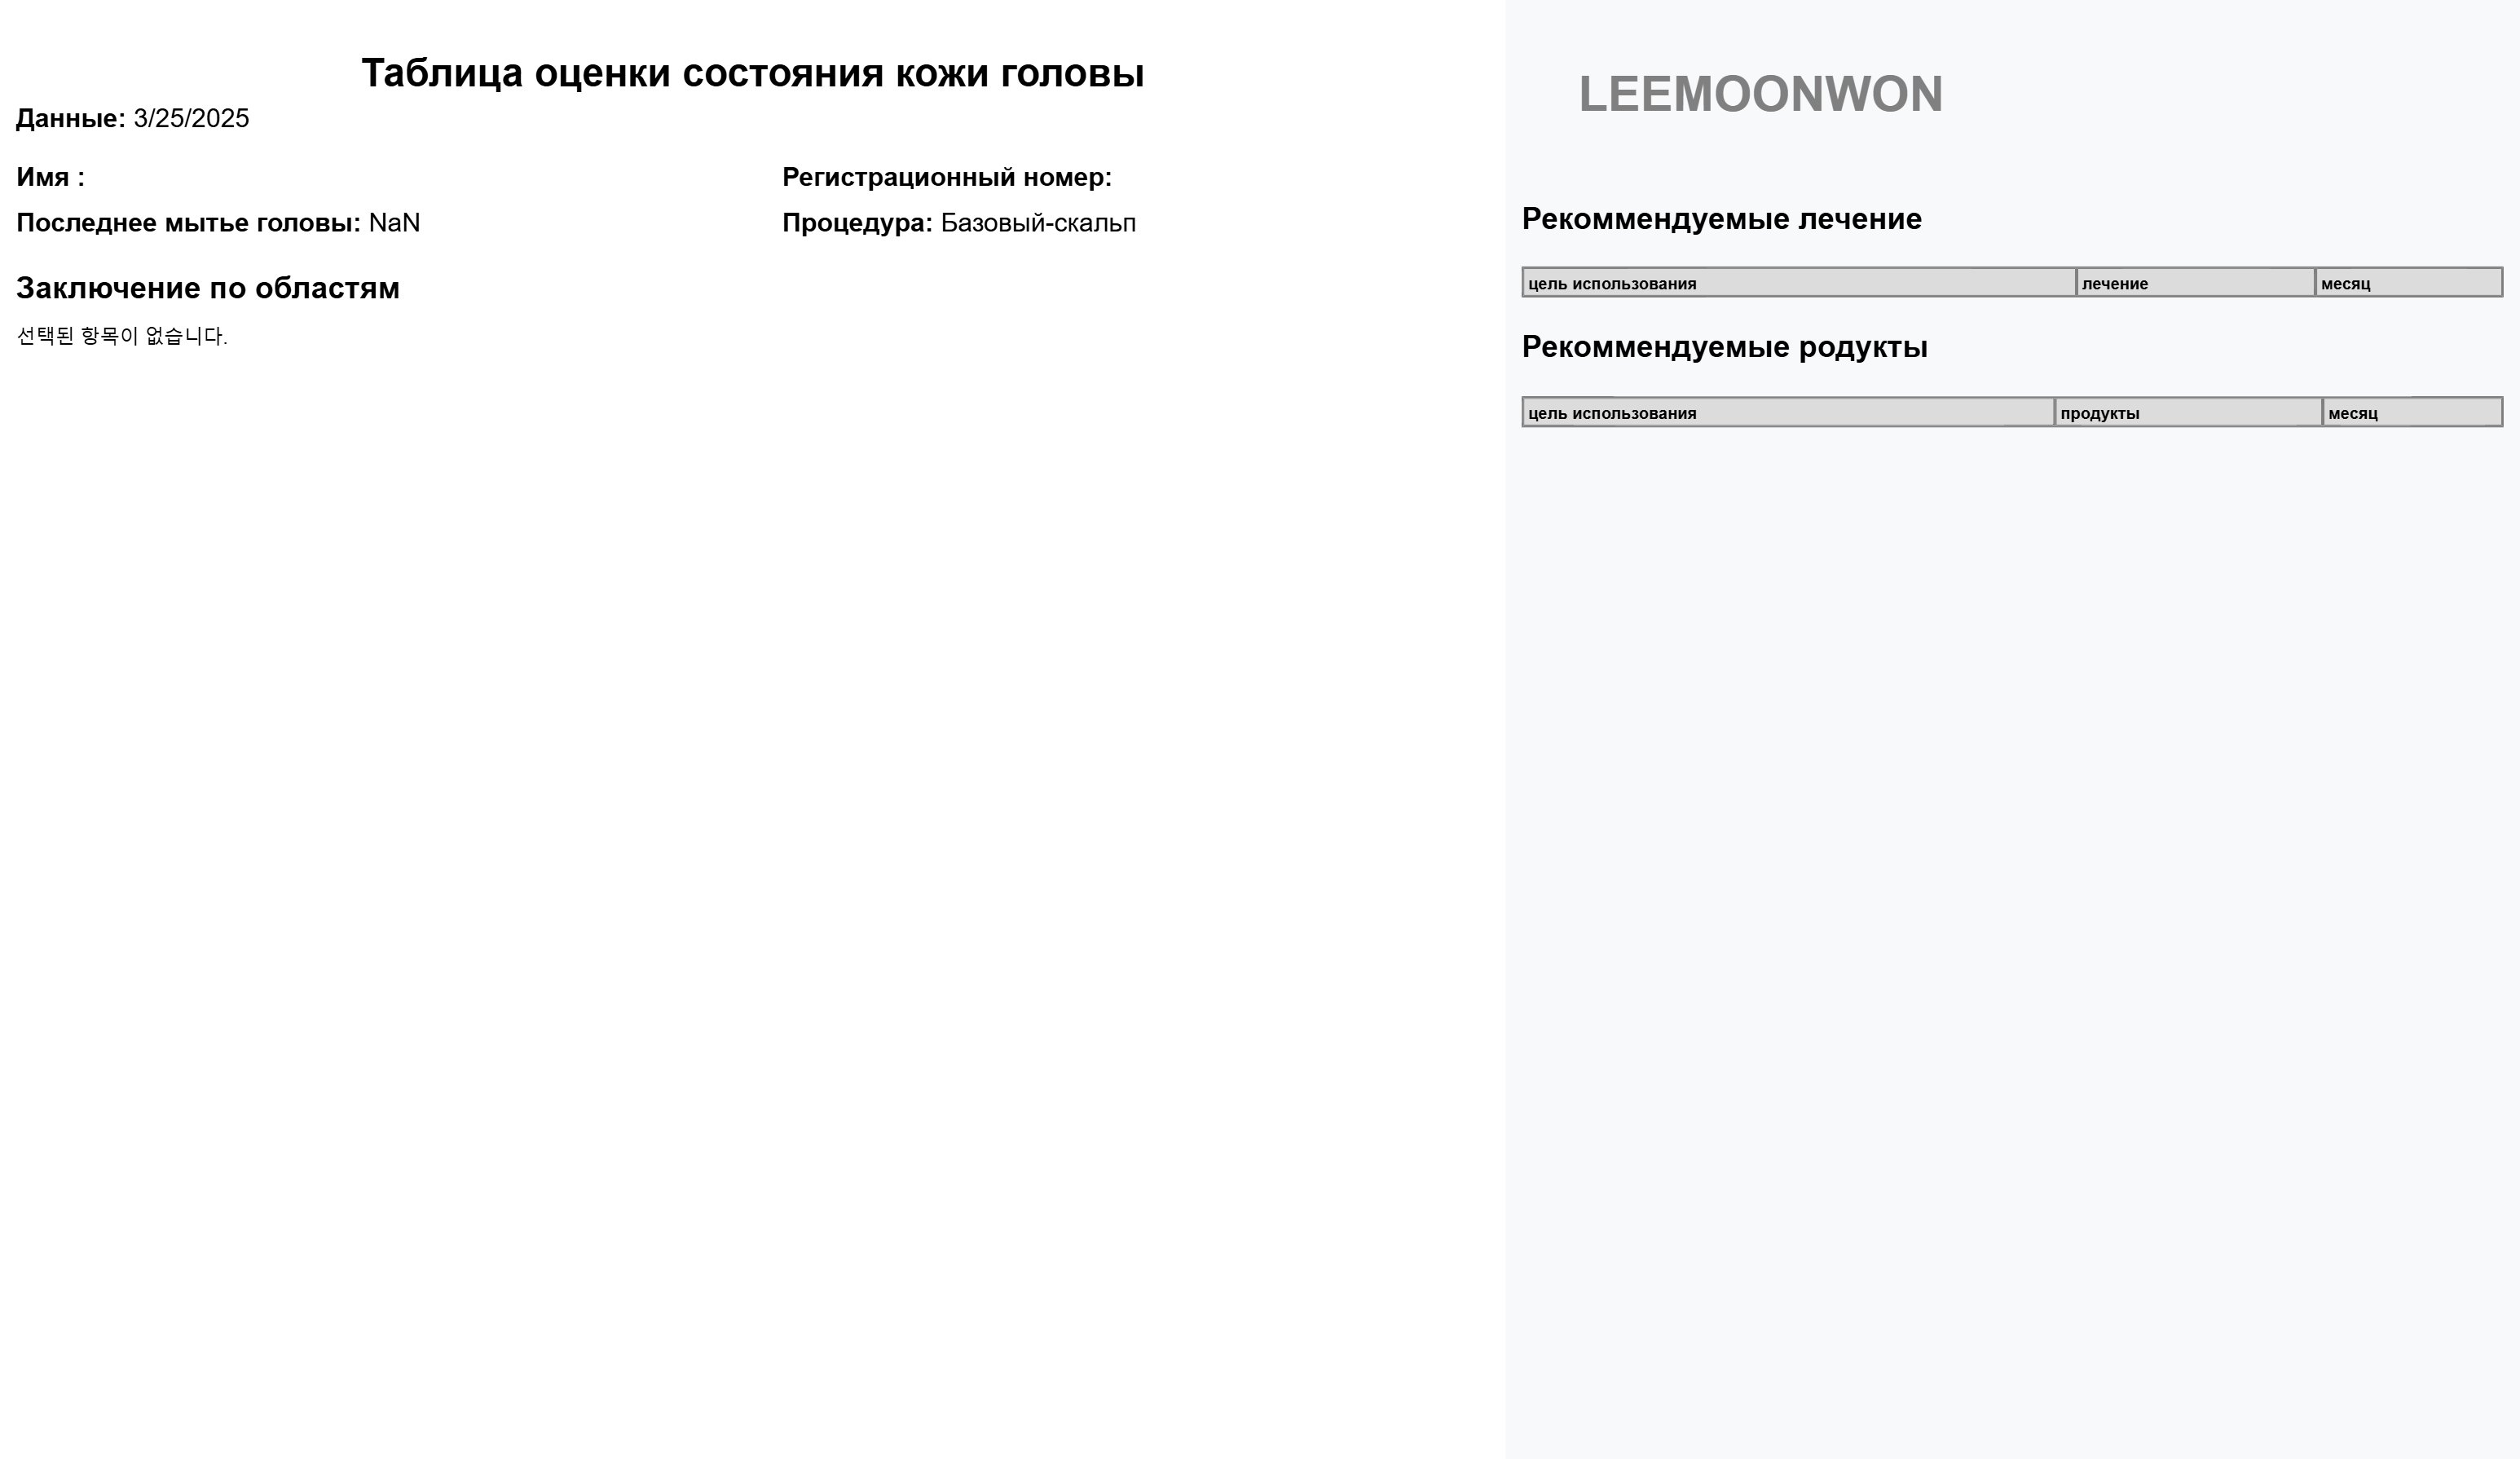 Таблица оценки состояния кожи головы
Данные: 3/25/2025
Имя :
Регистрационный номер:
Последнее мытье головы: NaN
Процедура: Базовый-скальп
Заключение по областям
선택된 항목이 없습니다.
LEEMOONWON
Рекоммендуемые лечение
цель использования лечение месяц
Рекоммендуемые родукты
цель использования продукты месяц